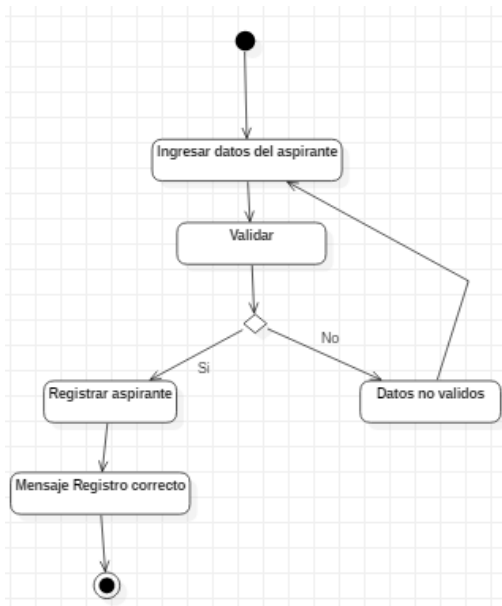 Ingresar datos del aspirante
Validar
No
Si
Registrar aspirante
Datos no validos
Mensaje Registro correcto